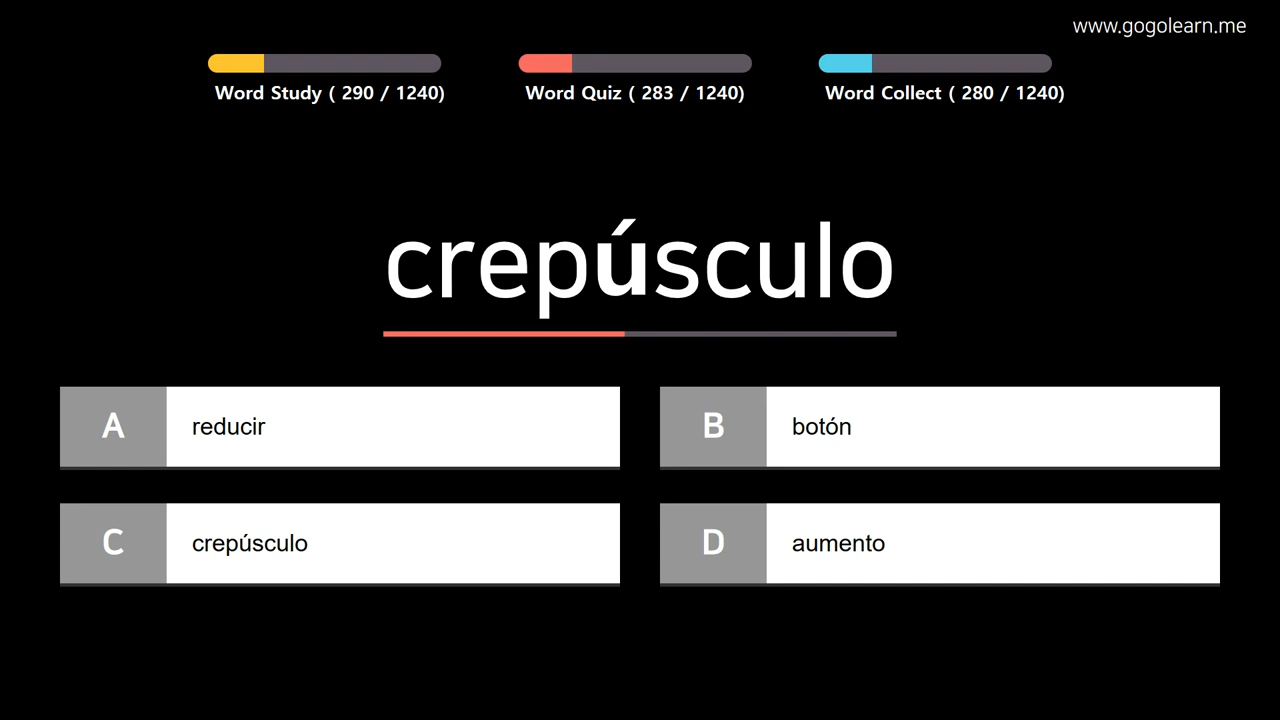 www.gogolearn.me
Word Study ( 290 / 1240)
Word Quiz ( 283 / 1240)
Word Collect ( 280 / 1240)
crepúsculo
A reducir
B botón
C crepúsculo
D aumento